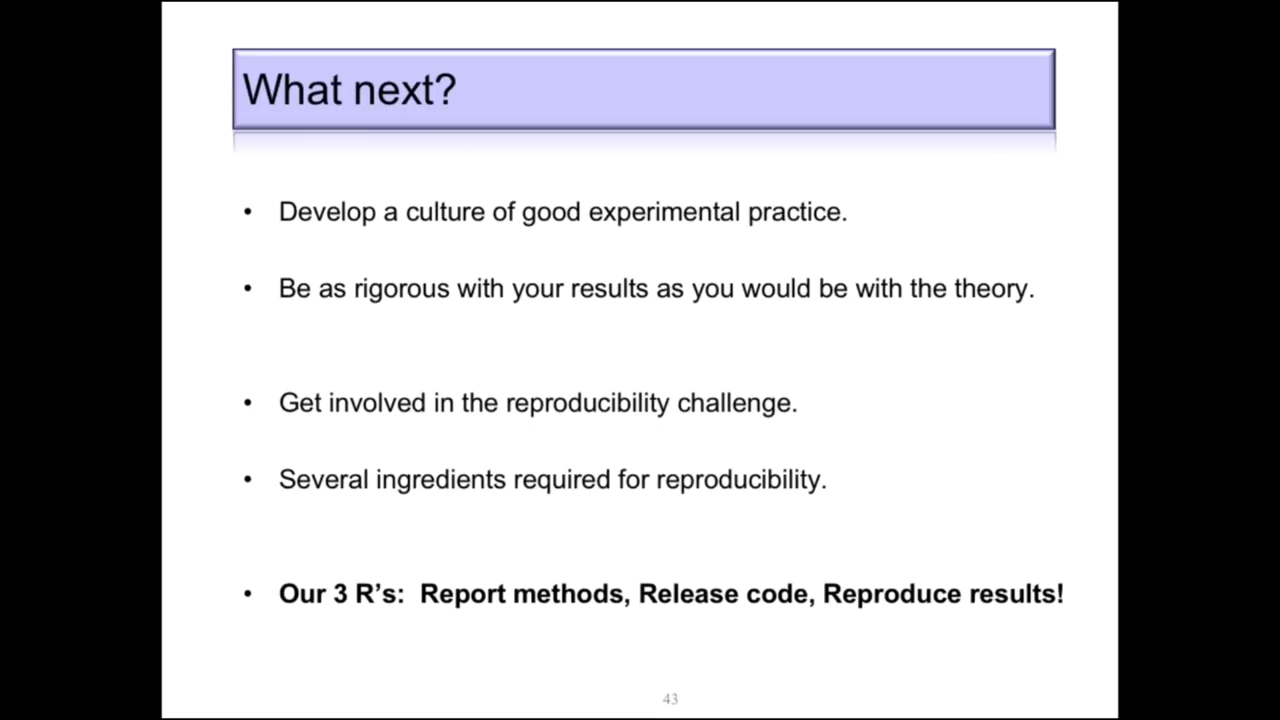 What next?
• Develop a culture of good experimental practice.
• Be as rigorous with your results as you would be with the theory.
• Get involved in the reproducibility challenge.
• Several ingredients required for reproducibility.
• Our 3 R’s:  Report methods, Release code, Reproduce results!
43